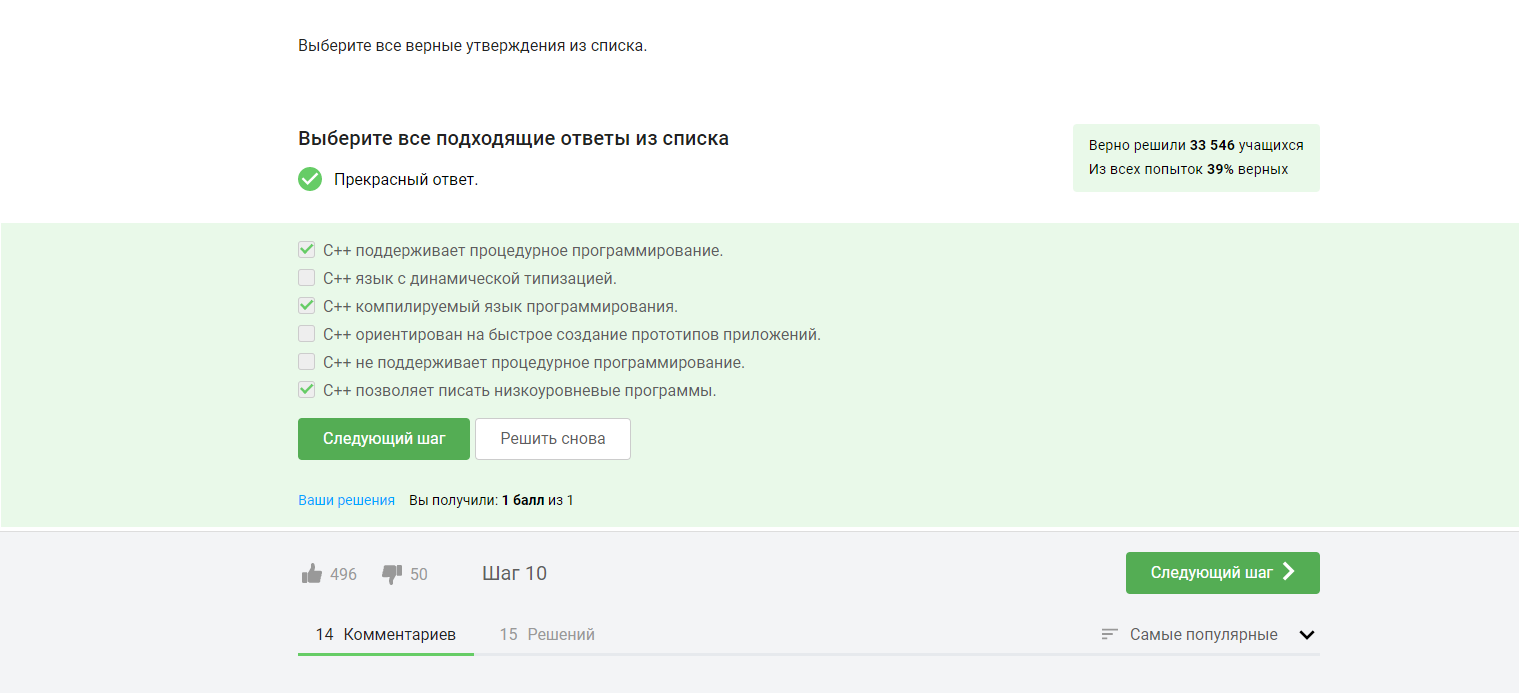 Выберите все верные утверждения из списка.
Выберите все подходящие ответы из списка
Прекрасный ответ.
Верно решили 33 546 учащихся
Из всех попыток 39% верных
C++ поддерживает процедурное программирование.
C++ язык с динамической типизацией.
C++ компилируемый язык программирования.
C++ ориентирован на быстрое создание прототипов приложений.
C++ не поддерживает процедурное программирование.
C++ позволяет писать низкоуровневые программы.
Следующий шаг Решить снова
Ваши решения Вы получили: 1 балл из 1
496 50 Шаг 10 Следующий шаг
14 Комментариев 15 Решений Самые популярные